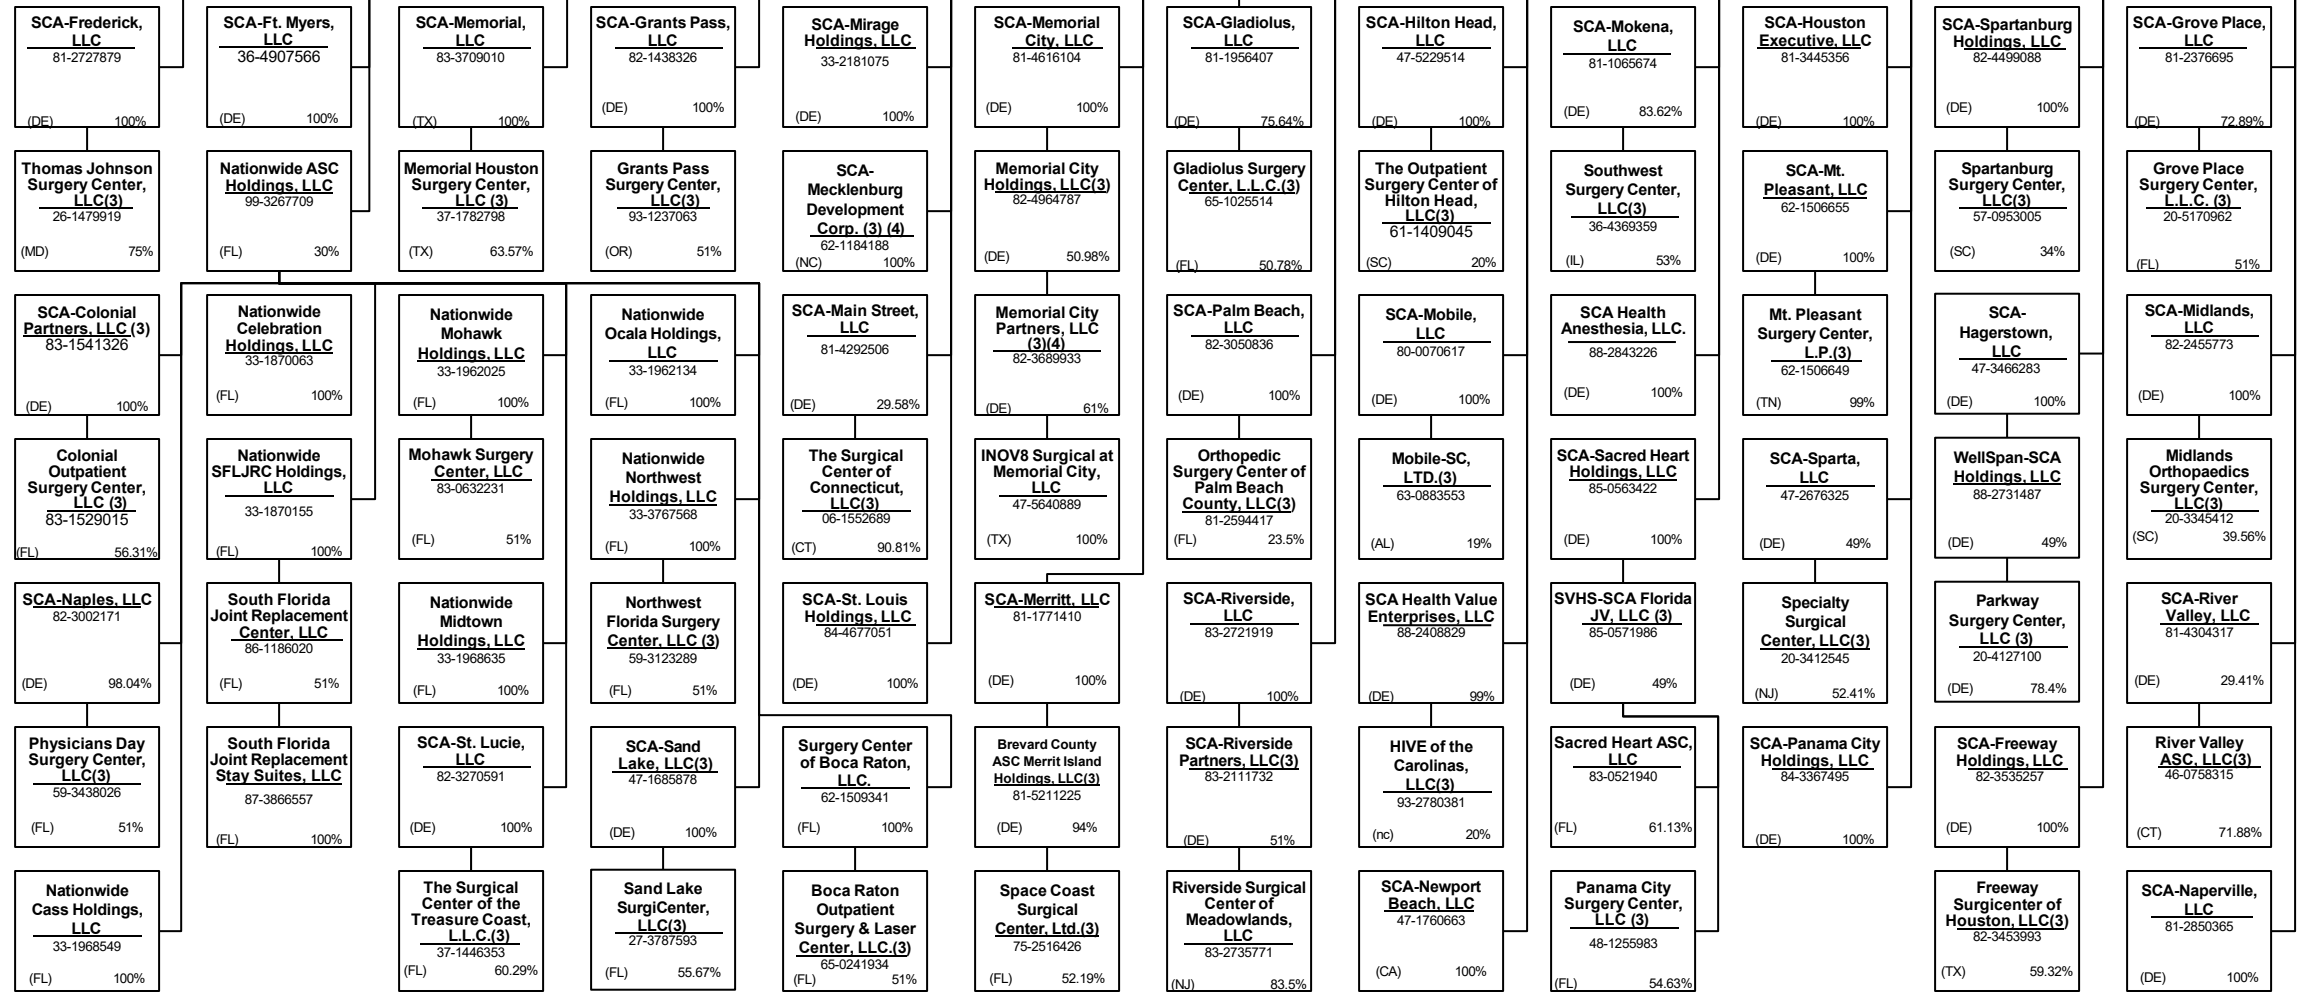 SCA-Frederick,
LLC
81-2727879
(DE) 100%
SCA-Ft. Myers,
LLC
36-4907566
(DE) 100%
SCA-Memorial,
LLC
83-3709010
(TX) 100%
SCA-Grants Pass,
LLC
82-1438326
(DE) 100%
SCA-Mirage
Holdings, LLC
33-2181075
(DE) 100%
SCA-Memorial
City, LLC
81-4616104
(DE) 100%
SCA-Gladiolus,
LLC
81-1956407
(DE) 75.64%
SCA-Hilton Head,
LLC
47-5229514
(DE) 100%
SCA-Mokena,
LLC
81-1065674
(DE) 83.62%
SCA-Houston
Executive, LLC
81-3445356
(DE) 100%
SCA-Spartanburg
Holdings, LLC
82-4499088
(DE) 100%
SCA-Grove Place,
LLC
81-2376695
(DE) 72.89%
Thomas Johnson
Surgery Center,
LLC(3)
26-1479919
(MD) 75%
Nationwide ASC
Holdings, LLC
99-3267709
(FL) 30%
Memorial Houston
Surgery Center,
LLC (3)
37-1782798
(TX) 63.57%
Grants Pass
Surgery Center,
LLC(3)
93-1237063
(OR) 51%
SCA-
Mecklenburg
Development
Corp. (3) (4)
62-1184188
(NC) 100%
Memorial City
Holdings, LLC(3)
82-4964787
(DE) 50.98%
Gladiolus Surgery
Center, L.L.C.(3)
65-1025514
(FL) 50.78%
The Outpatient
Surgery Center of
Hilton Head,
LLC(3)
61-1409045
(SC) 20%
Southwest
Surgery Center,
LLC(3)
36-4369359
(IL) 53%
SCA-Mt.
Pleasant, LLC
62-1506655
(DE) 100%
Spartanburg
Surgery Center,
LLC(3)
57-0953005
(SC) 34%
Grove Place
Surgery Center,
L.L.C. (3)
20-5170962
(FL) 51%
SCA-Colonial
Partners, LLC (3)
83-1541326
(DE) 100%
Nationwide
Celebration
Holdings, LLC
33-1870063
(FL) 100%
Nationwide
Mohawk
Holdings, LLC
33-1962025
(FL) 100%
Nationwide
Ocala Holdings,
LLC
33-1962134
(FL) 100%
SCA-Main Street,
LLC
81-4292506
(DE) 29.58%
Memorial City
Partners, LLC
(3)(4)
82-3689933
(DE) 61%
SCA-Palm Beach,
LLC
82-3050836
(DE) 100%
SCA-Mobile,
LLC
80-0070617
(DE) 100%
SCA Health
Anesthesia, LLC.
88-2843226
(DE) 100%
Mt. Pleasant
Surgery Center,
L.P.(3)
62-1506649
(TN) 99%
SCA-
Hagerstown,
LLC
47-3466283
(DE) 100%
SCA-Midlands,
LLC
82-2455773
(DE) 100%
Colonial
Outpatient
Surgery Center,
LLC (3)
83-1529015
(FL) 56.31%
Nationwide
SFLJRC Holdings,
LLC
33-1870155
(FL) 100%
Mohawk Surgery
Center, LLC
83-0632231
(FL) 51%
Nationwide
Northwest
Holdings, LLC
33-3767568
(FL) 100%
The Surgical
Center of
Connecticut,
LLC(3)
06-1552689
(CT) 90.81%
INOV8 Surgical at
Memorial City,
LLC
47-5640889
(TX) 100%
Orthopedic
Surgery Center of
Palm Beach
County, LLC(3)
81-2594417
(FL) 23.5%
Mobile-SC,
LTD.(3)
63-0883553
(AL) 19%
SCA-Sacred Heart
Holdings, LLC
85-0563422
(DE) 100%
SCA-Sparta,
LLC
47-2676325
(DE) 49%
WellSpan-SCA
Holdings, LLC
88-2731487
(DE) 49%
Midlands
Orthopaedics
Surgery Center,
LLC(3)
20-3345412
(SC) 39.56%
SCA-Naples, LLC
82-3002171
(DE) 98.04%
South Florida
Joint Replacement
Center, LLC
86-1186020
(FL) 51%
Nationwide
Midtown
Holdings, LLC
33-1968635
(FL) 100%
Northwest
Florida Surgery
Center, LLC (3)
59-3123289
(FL) 51%
SCA-St. Louis
Holdings, LLC
84-4677051
(DE) 100%
SCA-Merritt, LLC
81-1771410
(DE) 100%
SCA-Riverside,
LLC
83-2721919
(DE) 100%
SCA Health Value
Enterprises, LLC
88-2408829
(DE) 99%
SVHS-SCA Florida
JV, LLC (3)
85-0571986
(DE) 49%
Specialty
Surgical
Center, LLC(3)
20-3412545
(NJ) 52.41%
Parkway
Surgery Center,
LLC (3)
20-4127100
(DE) 78.4%
SCA-River
Valley, LLC
81-4304317
(DE) 29.41%
Physicians Day
Surgery Center,
LLC(3)
59-3438026
(FL) 51%
South Florida
Joint Replacement
Stay Suites, LLC
87-3866557
(FL) 100%
SCA-St. Lucie,
LLC
82-3270591
(DE) 100%
SCA-Sand
Lake, LLC(3)
47-1685878
(DE) 100%
Surgery Center
of Boca Raton,
LLC.
62-1509341
(FL) 100%
Brevard County
ASC Merrit Island
Holdings, LLC(3)
81-5211225
(DE) 94%
SCA-Riverside
Partners, LLC(3)
83-2111732
(DE) 51%
HIVE of the
Carolinas,
LLC(3)
93-2780381
(nc) 20%
Sacred Heart ASC,
LLC
83-0521940
(FL) 61.13%
SCA-Panama City
Holdings, LLC
84-3367495
(DE) 100%
SCA-Freeway
Holdings, LLC
82-3535257
(DE) 100%
River Valley
ASC, LLC(3)
46-0758315
(CT) 71.88%
Nationwide
Cass Holdings,
LLC
33-1968549
(FL) 100%
The Surgical
Center of the
Treasure Coast,
L.L.C.(3)
37-1446353
(FL) 60.29%
Sand Lake
SurgiCenter,
LLC(3)
27-3787593
(FL) 55.67%
Boca Raton
Outpatient
Surgery & Laser
Center, LLC.(3)
65-0241934
(FL) 51%
Space Coast
Surgical
Center, Ltd.(3)
75-2516426
(FL) 52.19%
Riverside Surgical
Center of
Meadowlands,
LLC
83-2735771
(NJ) 83.5%
SCA-Newport
Beach, LLC
47-1760663
(CA) 100%
Panama City
Surgery Center,
LLC (3)
48-1255983
(FL) 54.63%
Freeway
Surgicenter of
Houston, LLC(3)
82-3453993
(TX) 59.32%
SCA-Naperville,
LLC
81-2850365
(DE) 100%